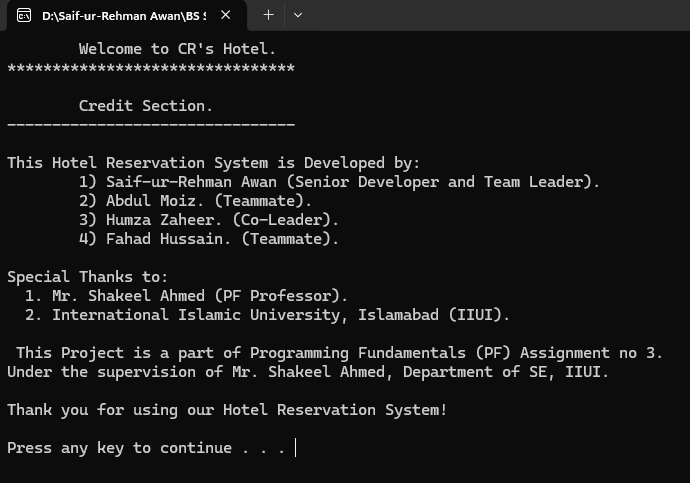 D:\Saif-ur-Rehman Awan\BS S
Welcome to CR's Hotel.
********************************
Credit Section.
--------------------------------
This Hotel Reservation System is Developed by:
1) Saif-ur-Rehman Awan (Senior Developer and Team Leader).
2) Abdul Moiz. (Teammate).
3) Humza Zaheer. (Co-Leader).
4) Fahad Hussain. (Teammate).
Special Thanks to:
1. Mr. Shakeel Ahmed (PF Professor).
2. International Islamic University, Islamabad (IIUI).
This Project is a part of Programming Fundamentals (PF) Assignment no 3.
Under the supervision of Mr. Shakeel Ahmed, Department of SE, IIUI.
Thank you for using our Hotel Reservation System!
Press any key to continue . . .